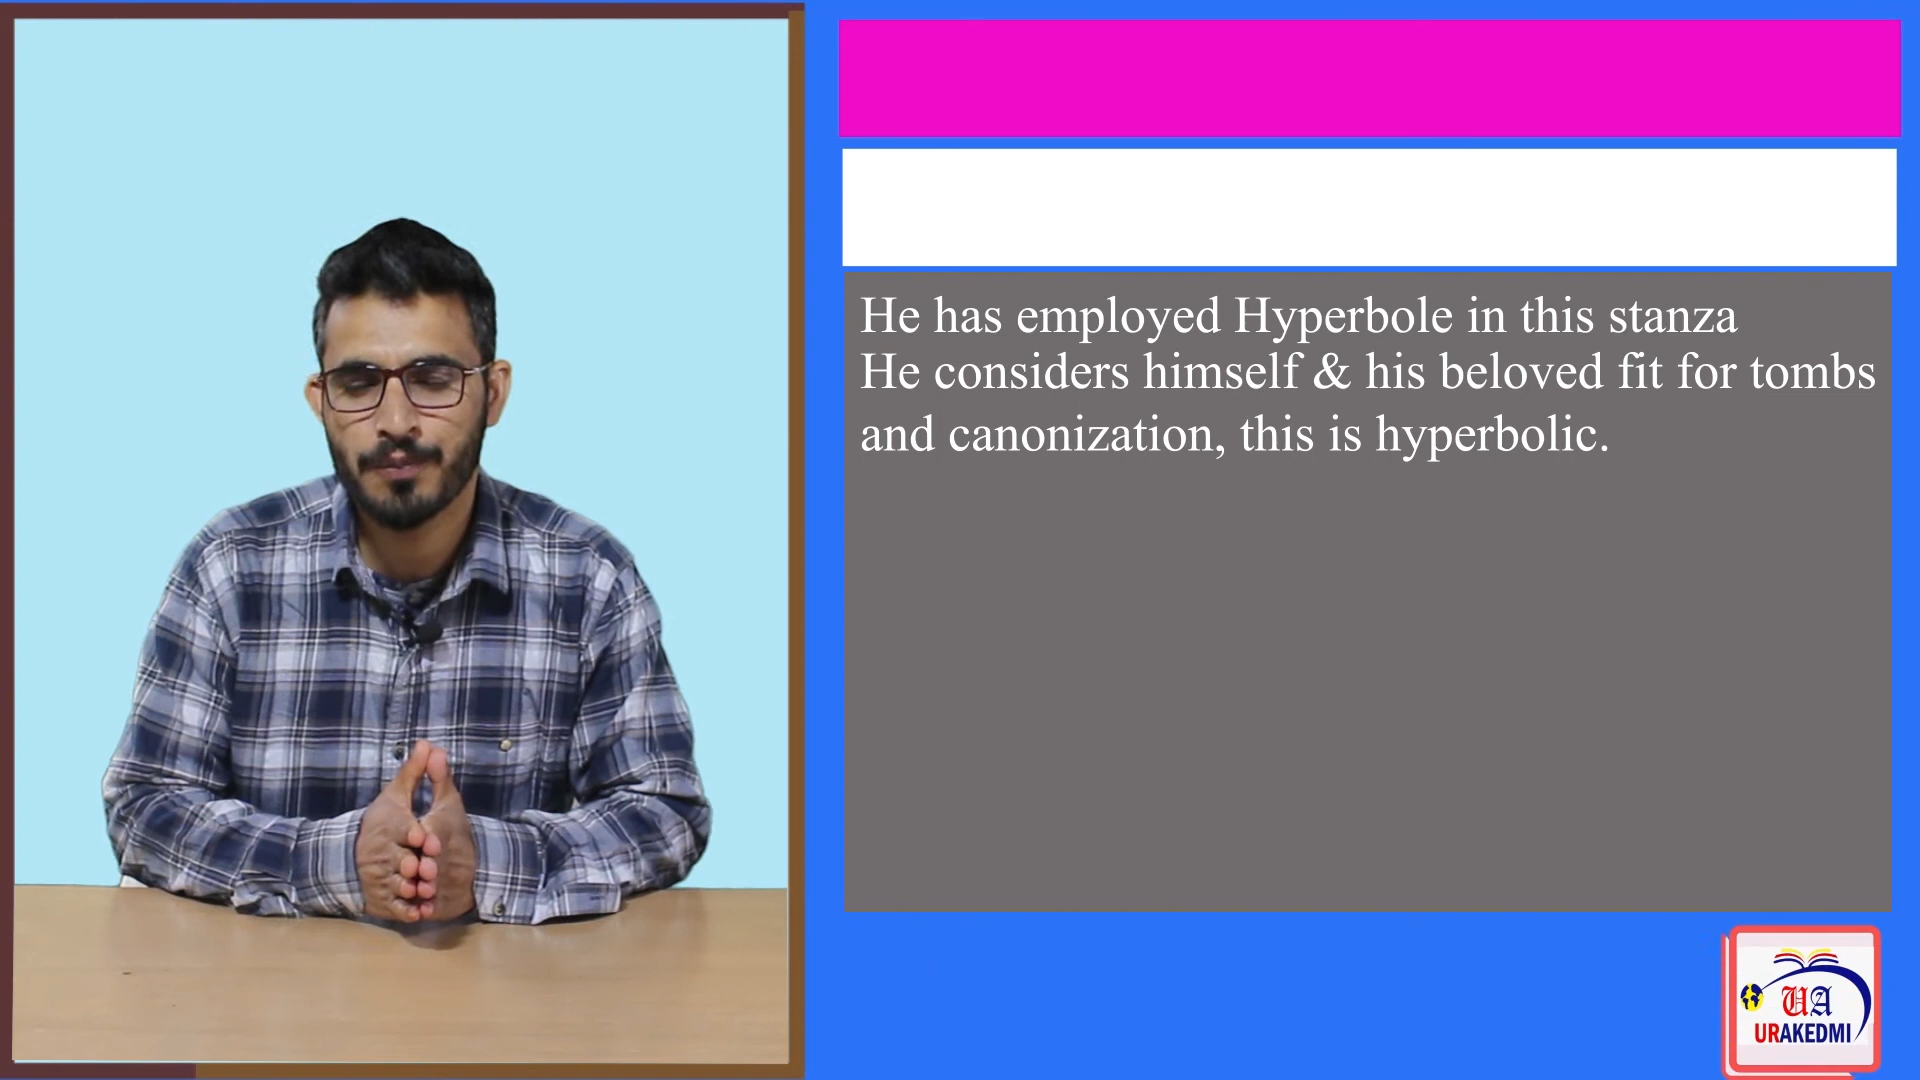 He has employed Hyperbole in this stanza
He considers himself & his beloved fit for tombs
and canonization, this is hyperbolic.
UA
URAKEDMI